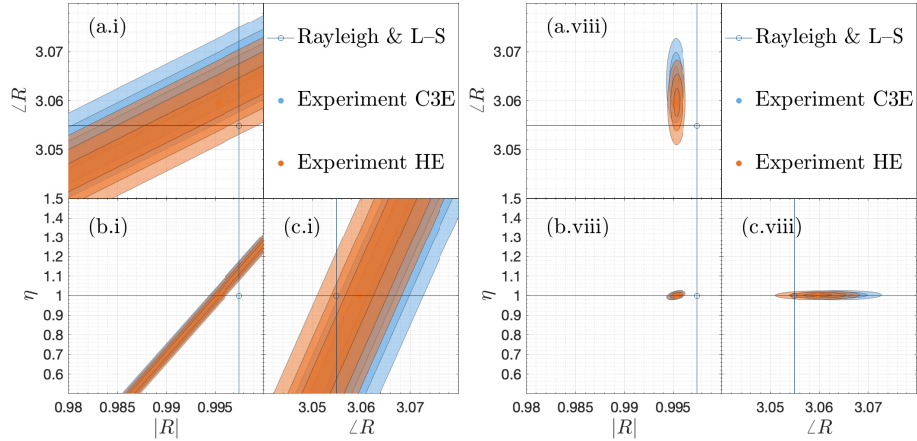 (a.i)
3.07
3.06
3.05
∠R
Rayleigh & L–S
Experiment C3E
Experiment HE
(b.i)
(c.i)
1.5
1.4
1.3
1.2
1.1
1
0.9
0.8
0.7
0.6
η
0.98 0.985 0.99 0.995
|R|
3.05 3.06 3.07
∠R
(a.viii)
3.07
3.06
3.05
∠R
Rayleigh & L–S
Experiment C3E
Experiment HE
(b.viii)
(c.viii)
1.5
1.4
1.3
1.2
1.1
1
0.9
0.8
0.7
0.6
η
0.98 0.985 0.99 0.995
|R|
3.05 3.06 3.07
∠R